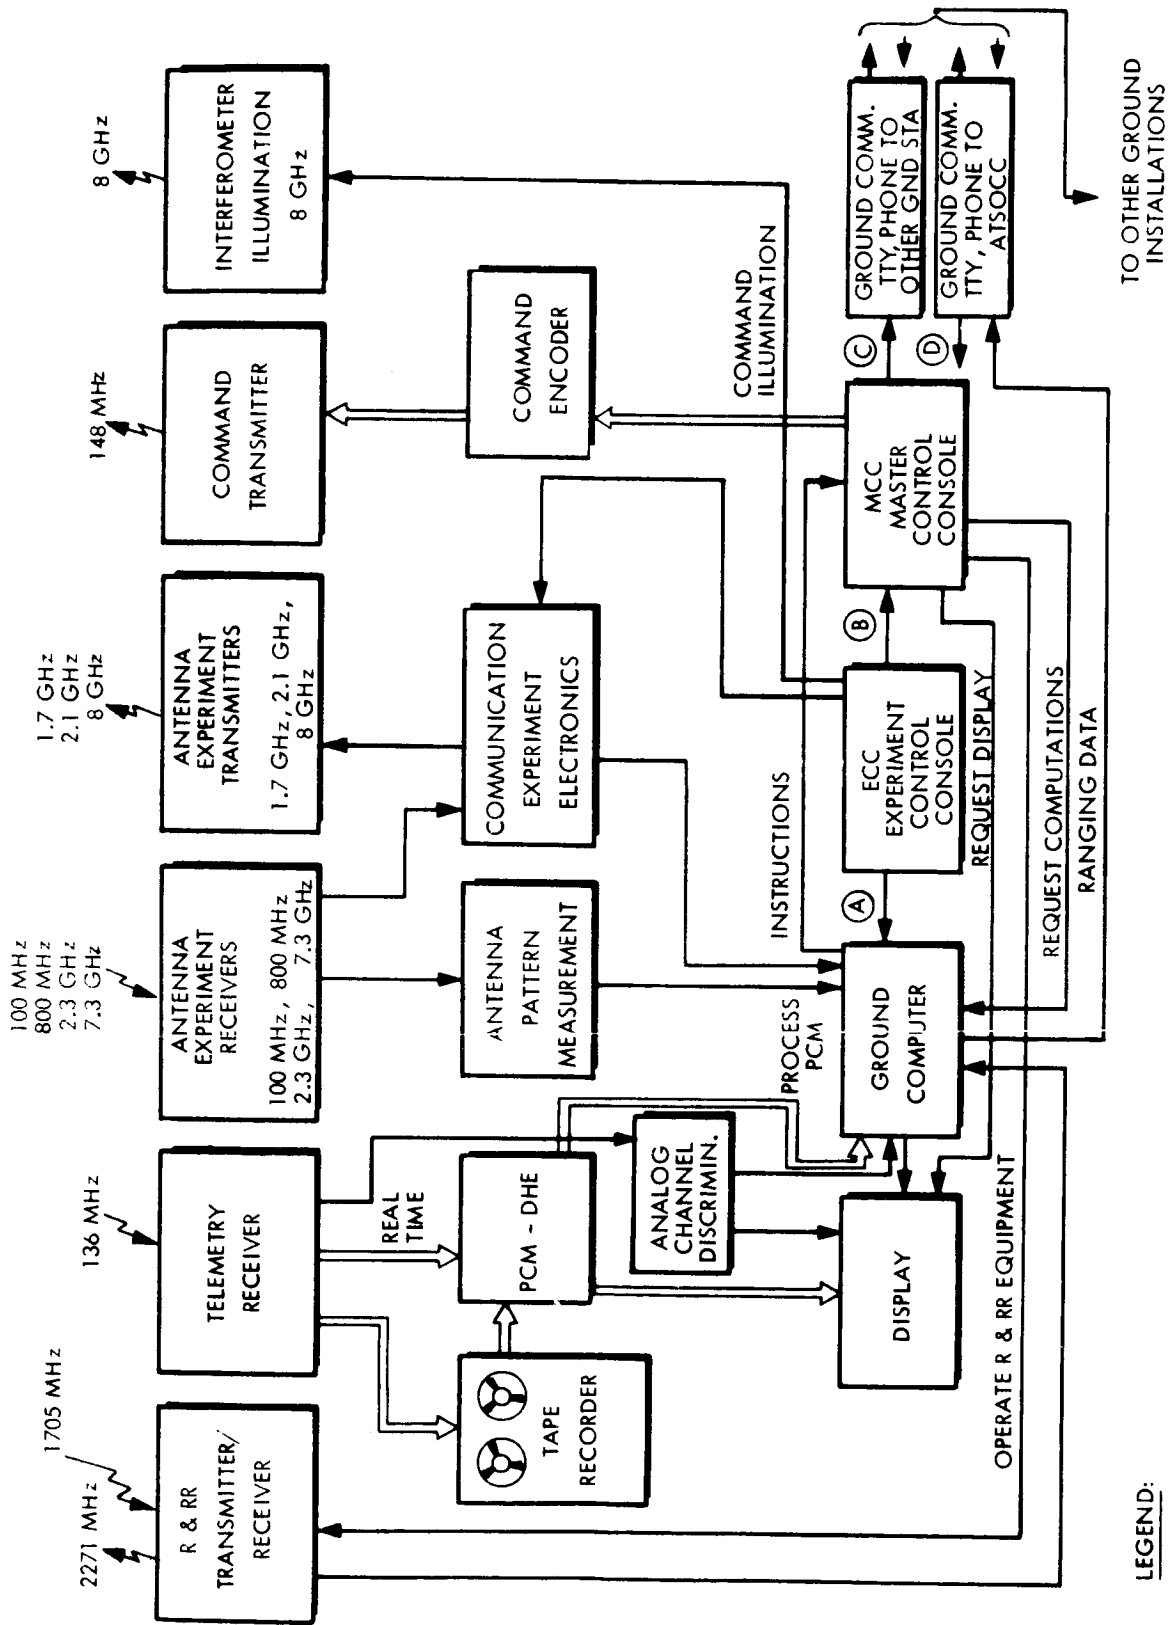 2271 MHz
1705 MHz
R & RR
TRANSMITTER/
RECEIVER
136 MHz
TELEMETRY
RECEIVER
100 MHz
800 MHz
2.3 GHz
7.3 GHz
ANTENNA
EXPERIMENT
RECEIVERS
100 MHz, 800 MHz
2.3 GHz, 7.3 GHz
1.7 GHz
2.1 GHz
8 GHz
ANTENNA
EXPERIMENT
TRANSMITTERS
1.7 GHz, 2.1 GHz,
8 GHz
148 MHz
COMMAND
TRANSMITTER
8 GHz
INTERFEROMETER
ILLUMINATION
8 GHz
TAPE
RECORDER
REAL
TIME
PCM - DHE
ANTENNA
PATTERN
MEASUREMENT
COMMUNICATION
EXPERIMENT
ELECTRONICS
COMMAND
ENCODER
ANALOG
CHANNEL
DISCRIMIN.
PROCESS
PCM
INSTRUCTIONS
COMMAND
ILLUMINATION
DISPLAY
GROUND
COMPUTER
A
ECC
EXPERIMENT
CONTROL
CONSOLE
B
MCC
MASTER
CONTROL
CONSOLE
C
D
GROUND COMM.
TTY, PHONE TO
OTHER GND STA
GROUND COMM.
TTY, PHONE TO
ATSOCC
REQUEST DISPLAY
OPERATE R & RR EQUIPMENT
REQUEST COMPUTATIONS
RANGING DATA
TO OTHER GROUND
INSTALLATIONS
LEGEND: